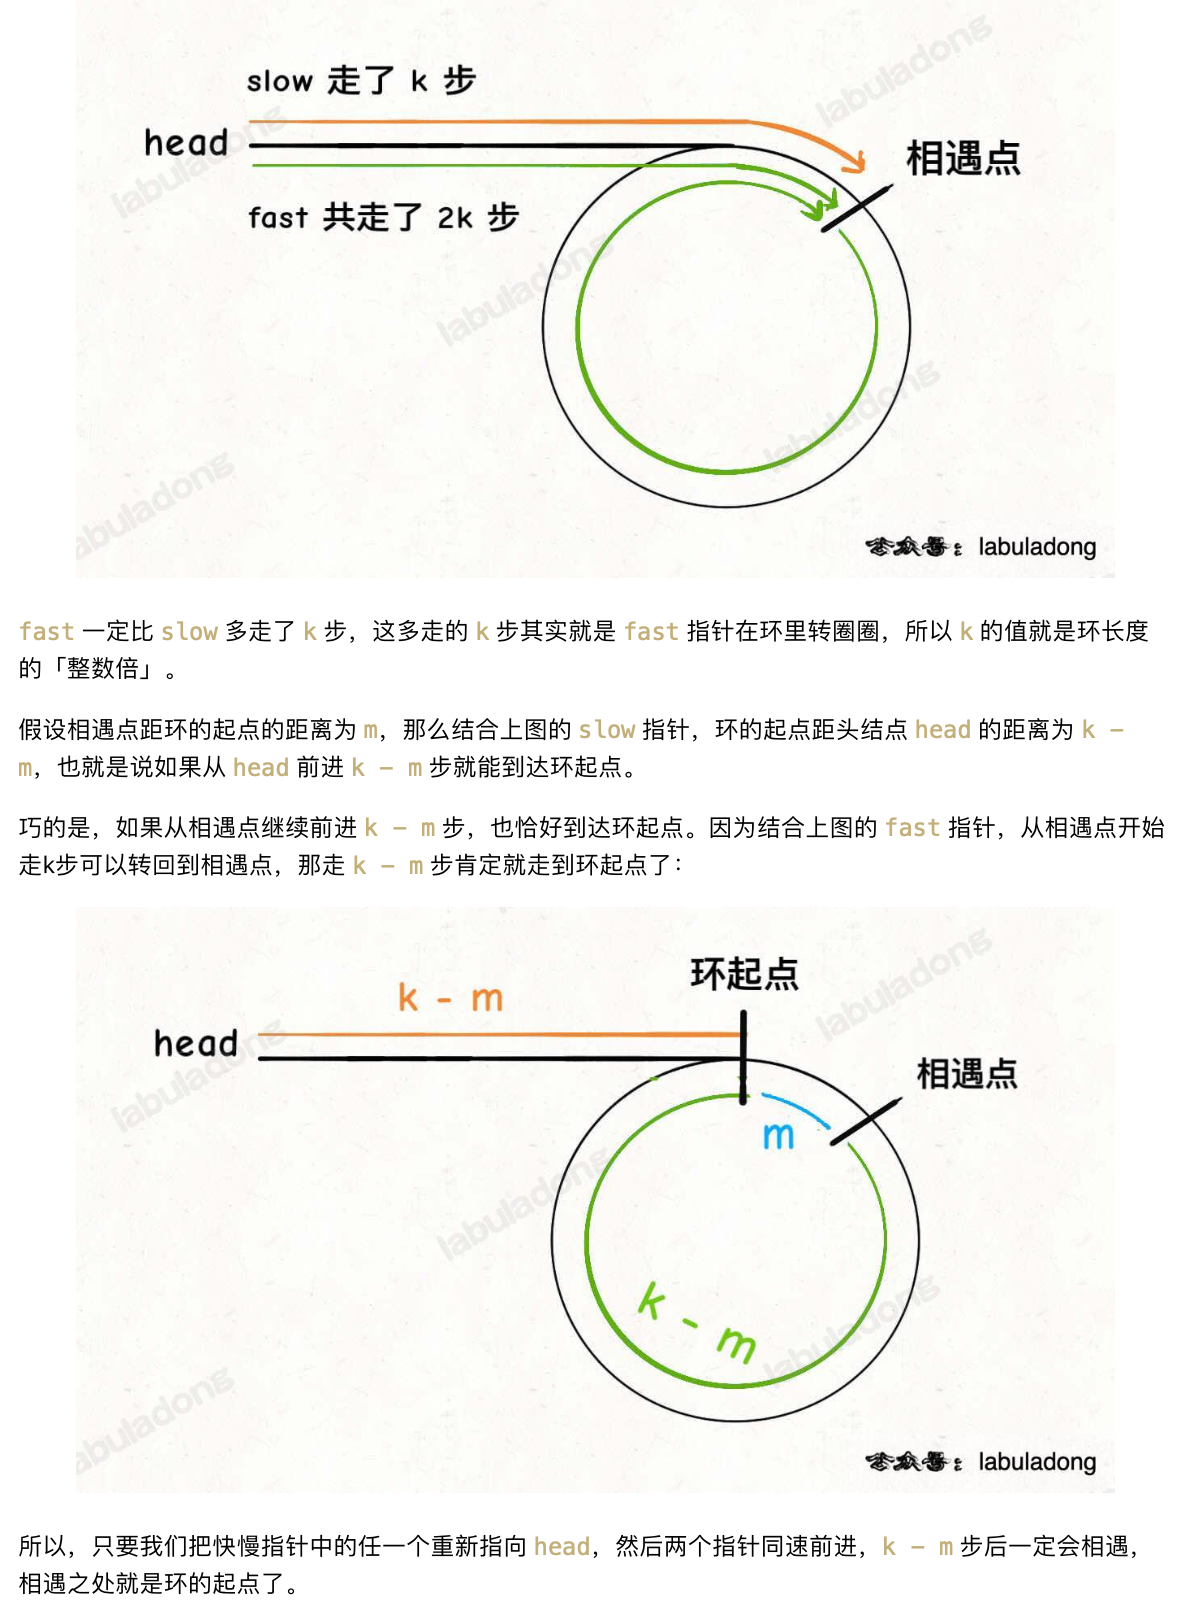 slow 走了 k 步
head
相遇点
fast 共走了 2k 步
labuladong
labuladong
labuladong
labuladong
labuladong
公众号: labuladong
fast 一定比 slow 多走了 k 步，这多走的 k 步其实就是 fast 指针在环里转圈圈，所以 k 的值就是环长度
的「整数倍」。
假设相遇点距环的起点的距离为 m，那么结合上图的 slow 指针，环的起点距头结点 head 的距离为 k -
m，也就是说如果从 head 前进 k - m 步就能到达环起点。
巧的是，如果从相遇点继续前进 k - m 步，也恰好到达环起点。因为结合上图的 fast 指针，从相遇点开始
走k步可以转回到相遇点，那走 k - m 步肯定就走到环起点了：
环起点
k - m
head
相遇点
m
k - m
labuladong
labuladong
labuladong
labuladong
labuladong
公众号: labuladong
所以，只要我们把快慢指针中的任一个重新指向 head，然后两个指针同速前进，k - m 步后一定会相遇，
相遇之处就是环的起点了。